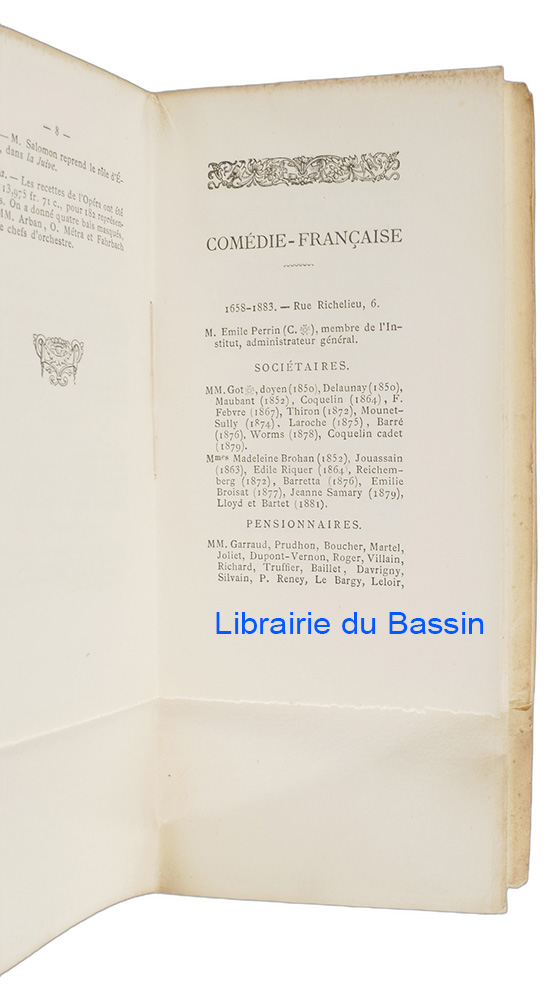 — 8 —
— M. Salomon reprend le rôle d'É-
, dans la Juive.
. — Les recettes de l'Opéra ont été
13,975 fr. 71 c., pour 182 représen-
s. On a donné quatre bals masqués,
MM. Arban, O. Métra et Fahrbach
e chefs d'orchestre.
COMÉDIE-FRANÇAISE
1658-1883. — Rue Richelieu, 6.
M. Emile Perrin (C. ❀), membre de l'Ins-
titut, administrateur général.
SOCIÉTAIRES.
MM. Got ❀, doyen (1850), Delaunay (1850),
Maubant (1852), Coquelin (1864), F.
Febvre (1867), Thiron (1872), Mounet-
Sully (1874), Laroche (1875), Barré
(1876), Worms (1878), Coquelin cadet
(1879).
Mmes Madeleine Brohan (1852), Jouassain
(1863), Edile Riquer (1864), Reichem-
berg (1872), Barretta (1876), Emilie
Broisat (1877), Jeanne Samary (1879),
Lloyd et Bartet (1881).
PENSIONNAIRES.
MM. Garraud, Prudhon, Boucher, Martel,
Joliet, Dupont-Vernon, Roger, Villain,
Richard, Truffier, Baillet, Davrigny,
Silvain, P. Reney, Le Bargy, Leloir,
Librairie du Bassin